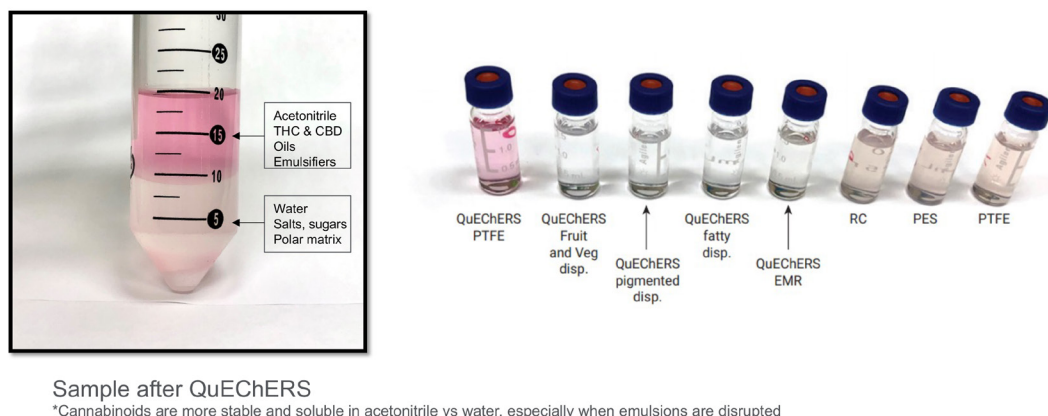 30
25
20
15
10
5
Acetonitrile
THC & CBD
Oils
Emulsifiers
Water
Salts, sugars
Polar matrix
QuEChERS
PTFE
QuEChERS
Fruit
and Veg
disp.
QuEChERS
pigmented
disp.
QuEChERS
fatty
disp.
QuEChERS
EMR
RC
PES
PTFE
Sample after QuEChERS
*Cannabinoids are more stable and soluble in acetonitrile vs water, especially when emulsions are disrupted